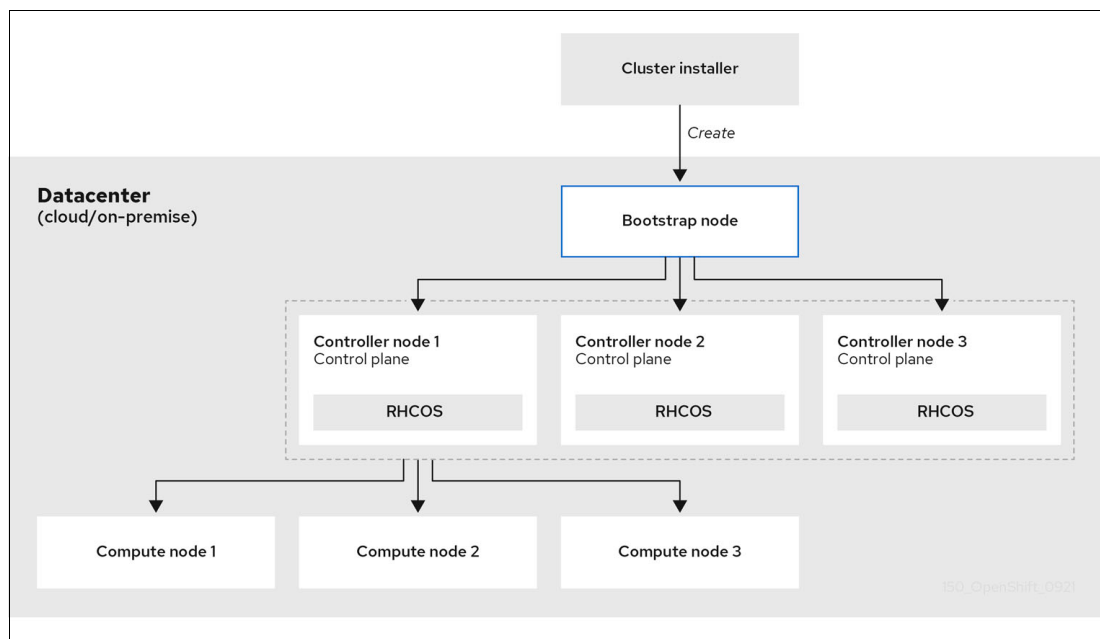 Cluster installer
Create
Datacenter
(cloud/on-premise)
Bootstrap node
Controller node 1
Control plane
RHCOS
Controller node 2
Control plane
RHCOS
Controller node 3
Control plane
RHCOS
Compute node 1
Compute node 2
Compute node 3
150_OpenShift_0921